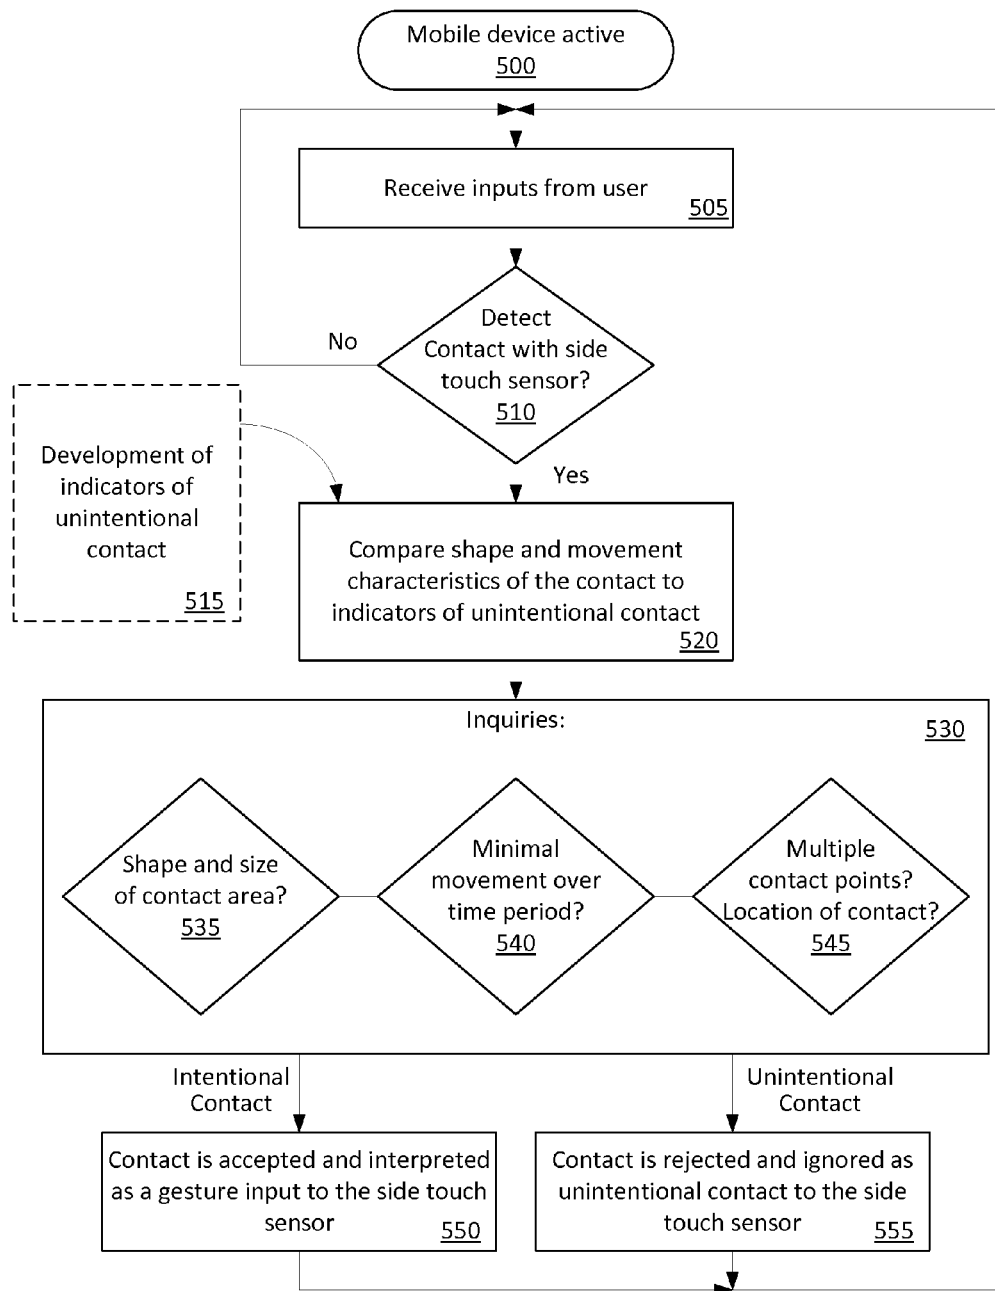 Mobile device active
500
Receive inputs from user
505
Detect
Contact with side
touch sensor?
510
No
Yes
Development of
indicators of
unintentional
contact
515
Compare shape and movement
characteristics of the contact to
indicators of unintentional contact
520
Inquiries:
530
Shape and size
of contact area?
535
Minimal
movement over
time period?
540
Multiple
contact points?
Location of contact?
545
Intentional
Contact
Unintentional
Contact
Contact is accepted and interpreted
as a gesture input to the side touch
sensor
550
Contact is rejected and ignored as
unintentional contact to the side
touch sensor
555